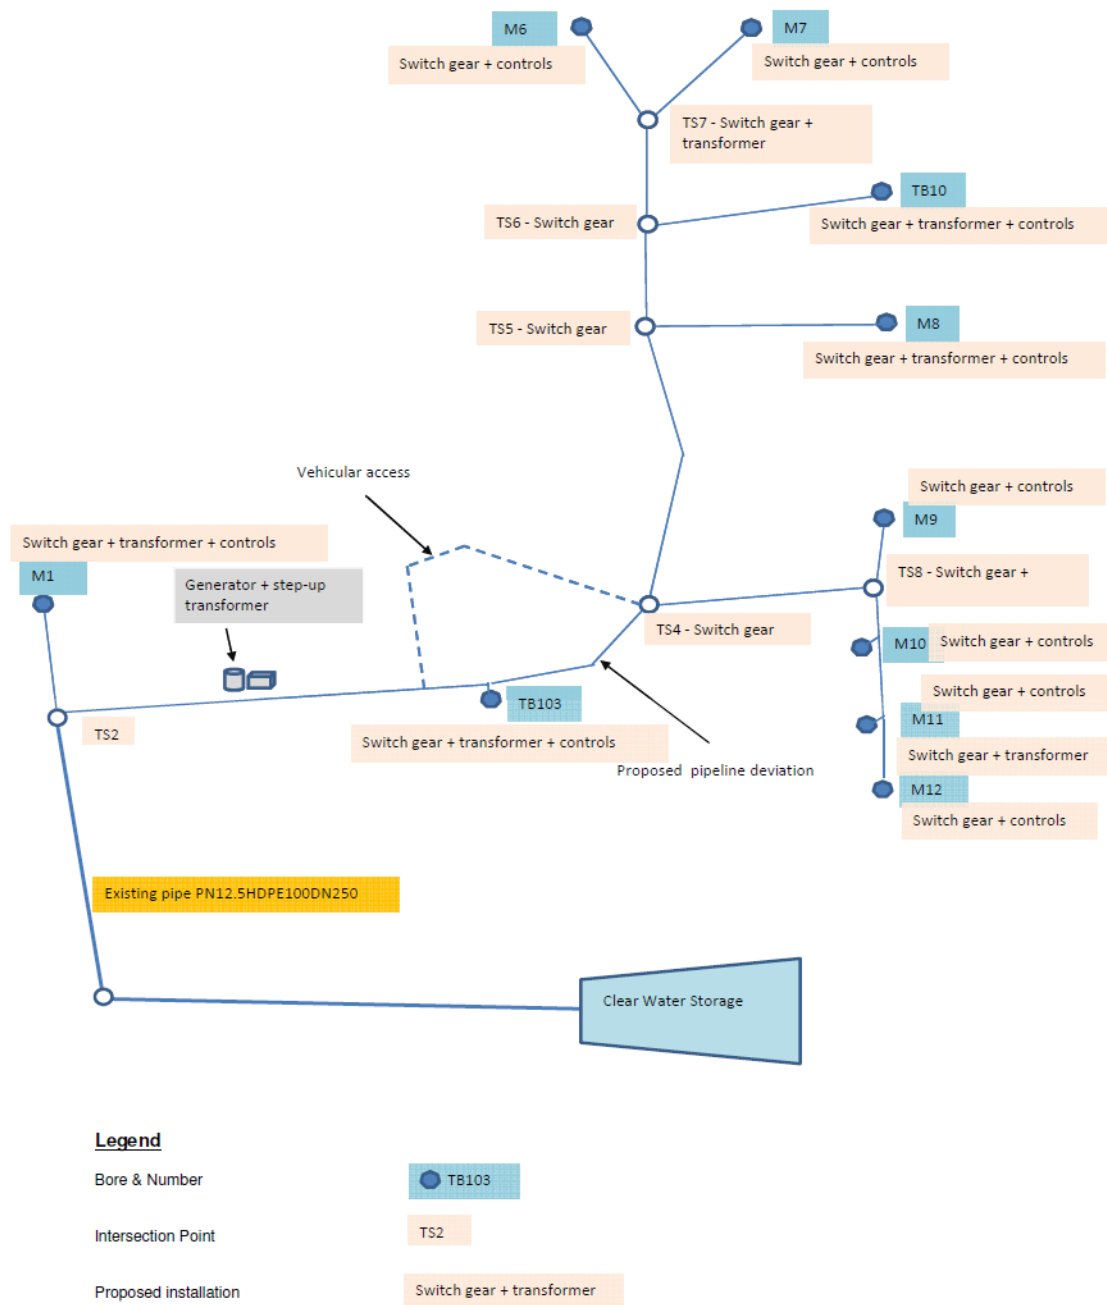 M6
M7
Switch gear + controls
Switch gear + controls
TS7 - Switch gear +
transformer
TB10
TS6 - Switch gear
Switch gear + transformer + controls
M8
TS5 - Switch gear
Switch gear + transformer + controls
Vehicular access
Switch gear + controls
M9
Switch gear + transformer + controls
M1
Generator + step-up
transformer
TS8 - Switch gear +
TS4 - Switch gear
M10
Switch gear + controls
Switch gear + controls
TB103
M11
TS2
Switch gear + transformer + controls
Switch gear + transformer
Proposed pipeline deviation
M12
Switch gear + controls
Existing pipe PN12.5HDPE100DN250
Clear Water Storage
Legend
Bore & Number
TB103
Intersection Point
TS2
Proposed installation
Switch gear + transformer